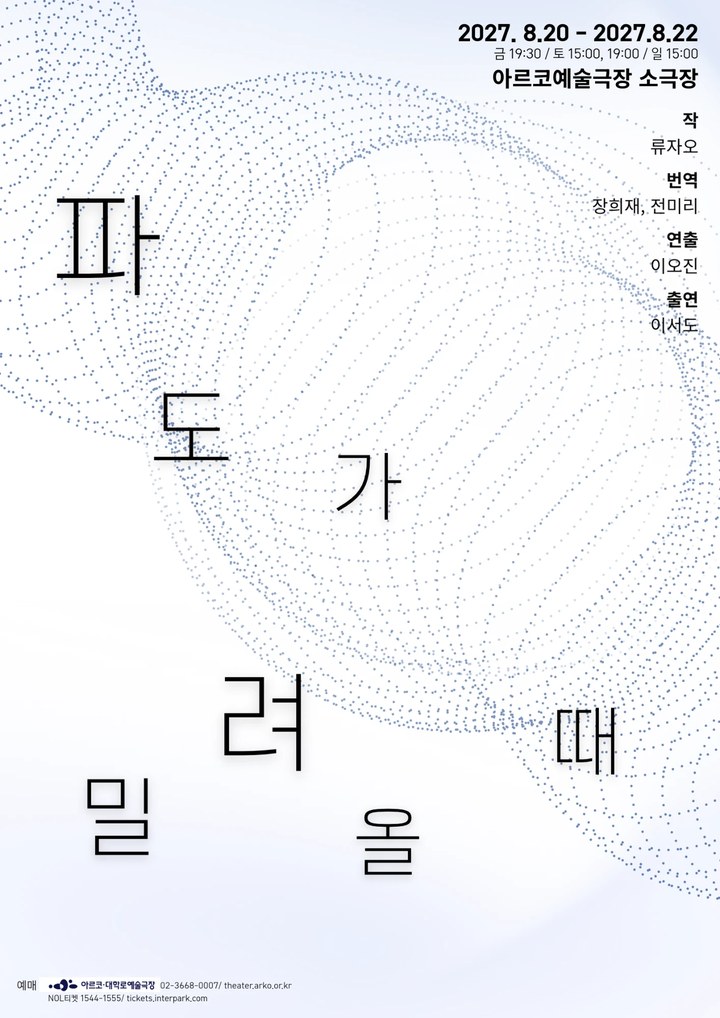 2027. 8.20 - 2027.8.22
금 19:30 / 토 15:00, 19:00 / 일 15:00
아르코예술극장 소극장
작
류자오
번역
장희재, 전미리
연출
이오진
출연
이서도
파
도
가
밀
려
올
때
예매 아르코·대학로예술극장 02-3668-0007/ theater.arko.or.kr
NOL티켓 1544-1555/ tickets.interpark.com